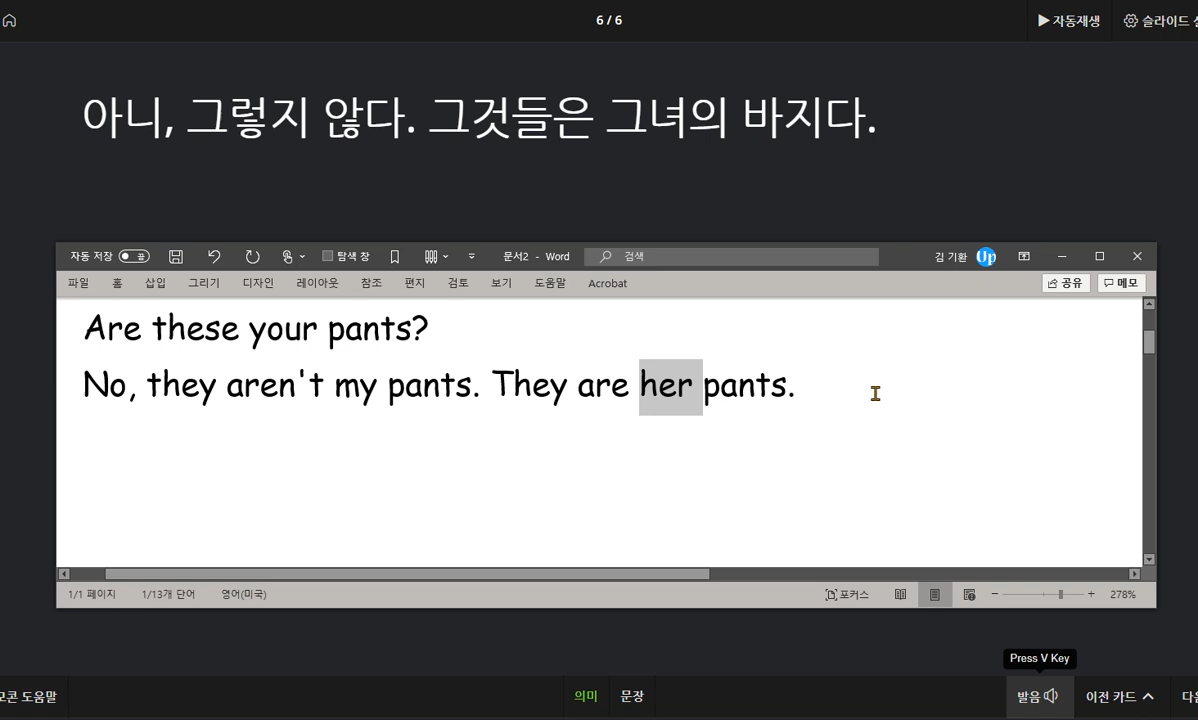 6 / 6
자동재생
슬라이드
아니, 그렇지 않다. 그것들은 그녀의 바지다.
자동 저장 끔 탐색 창 문서2 - Word 검색 김 기환 Up
파일 홈 삽입 그리기 디자인 레이아웃 참조 편지 검토 보기 도움말 Acrobat 공유 메모
Are these your pants?
No, they aren't my pants. They are her pants.
1/1 페이지 1/13개 단어 영어(미국) 포커스 278%
Press V Key
도움말 의미 문장 발음 이전 카드